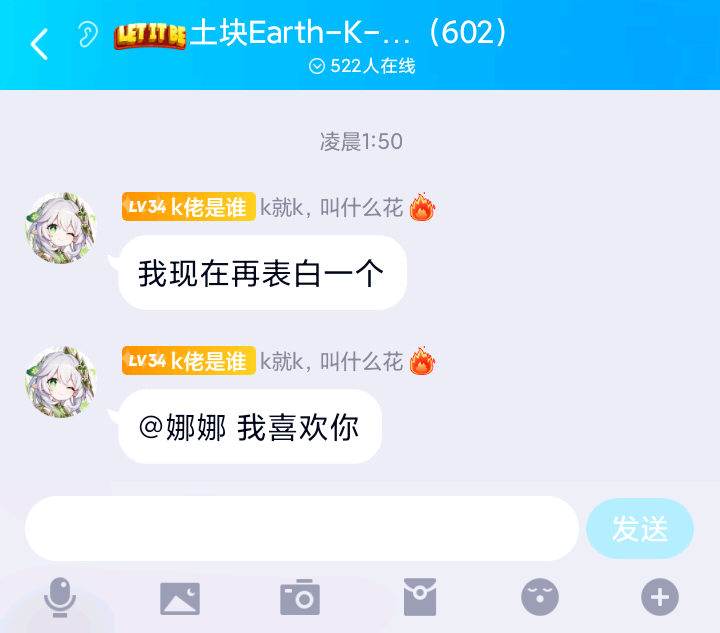 LET IT BE 土块Earth-K-...（602）
522人在线
凌晨1:50
LV34 k佬是谁 k就k, 叫什么花
我现在再表白一个
LV34 k佬是谁 k就k, 叫什么花
@娜娜 我喜欢你
发送